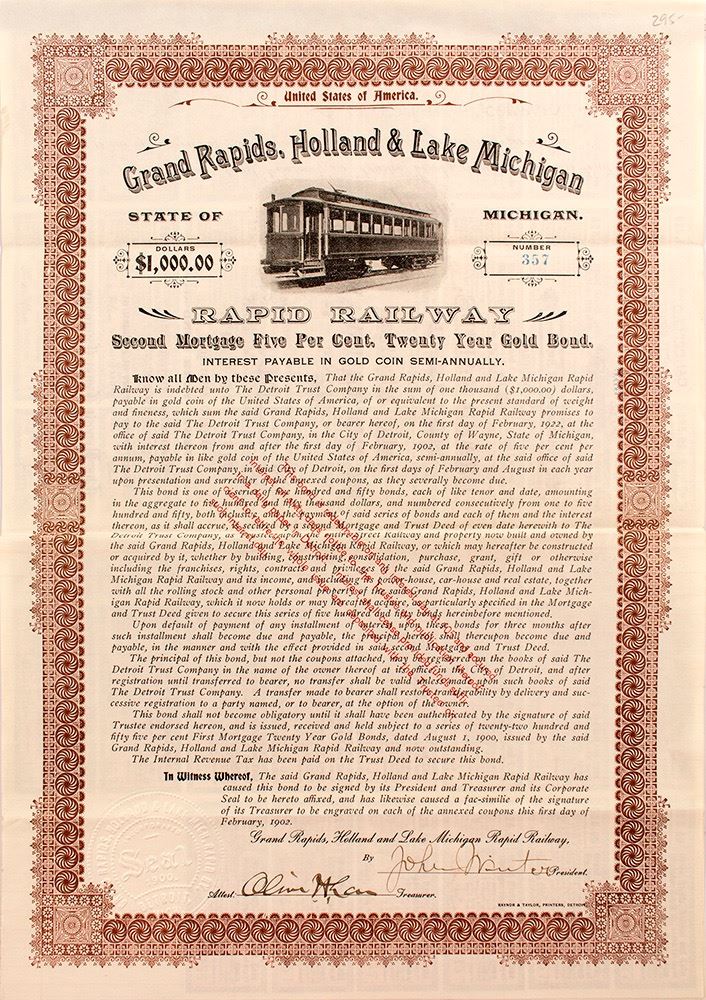 295-
United States of America.
Grand Rapids, Holland & Lake Michigan
STATE OF MICHIGAN.
DOLLARS
$1,000.00
NUMBER
357
RAPID RAILWAY
Second Mortgage Five Per Cent. Twenty Year Gold Bond.
INTEREST PAYABLE IN GOLD COIN SEMI-ANNUALLY.
Know all Men by these Presents, That the Grand Rapids, Holland and Lake Michigan Rapid
Railway is indebted unto The Detroit Trust Company in the sum of one thousand ($1,000.00) dollars,
payable in gold coin of the United States of America, of or equivalent to the present standard of weight
and fineness, which sum the said Grand Rapids, Holland and Lake Michigan Rapid Railway promises to
pay to the said The Detroit Trust Company, or bearer hereof, on the first day of February, 1922, at the
office of said The Detroit Trust Company, in the City of Detroit, County of Wayne, State of Michigan,
with interest thereon from and after the first day of February, 1902, at the rate of five per cent per
annum, payable in like gold coin of the United States of America, semi-annually, at the said office of said
The Detroit Trust Company, in said City of Detroit, on the first days of February and August in each year
upon presentation and surrender of annexed coupons, as they severally become due.
This bond is one of a series of five hundred and fifty bonds, each of like tenor and date, amounting
in the aggregate to five hundred and fifty thousand dollars, and numbered consecutively from one to five
hundred and fifty, both inclusive, and the payment of said series of bonds and each of them and the interest
thereon, as it shall accrue, is secured by a second Mortgage and Trust Deed of even date herewith to The
Detroit Trust Company, as Trustee, upon the Street Railway and property now built and owned by
the said Grand Rapids, Holland and Lake Michigan Rapid Railway, or which may hereafter be constructed
or acquired by it, whether by building, constructing, consolidation, purchase, grant, gift or otherwise
including the franchises, rights, contracts and privileges of the said Grand Rapids, Holland and Lake
Michigan Rapid Railway and its income, and including its power-house, car-house and real estate, together
with all the rolling stock and other personal property of the said Grand Rapids, Holland and Lake Mich-
igan Rapid Railway, which it now holds or may hereafter acquire, as particularly specified in the Mortgage
and Trust Deed given to secure this series of five hundred and fifty bonds hereinbefore mentioned.
Upon default of payment of any installment of interest upon these bonds for three months after
such installment shall become due and payable, the principal hereof shall thereupon become due and
payable, in the manner and with the effect provided in said second Mortgage and Trust Deed.
The principal of this bond, but not the coupons attached, may be registered on the books of said The
Detroit Trust Company in the name of the owner thereof at its office in the City of Detroit, and after
registration until transferred to bearer, no transfer shall be valid unless made upon such books of said
The Detroit Trust Company. A transfer made to bearer shall restore transferability by delivery and suc-
cessive registration to a party named, or to bearer, at the option of the owner.
This bond shall not become obligatory until it shall have been authenticated by the signature of said
Trustee endorsed hereon, and is issued, received and held subject to a series of twenty-two hundred and
fifty five per cent First Mortgage Twenty Year Gold Bonds, dated August 1, 1900, issued by the said
Grand Rapids, Holland and Lake Michigan Rapid Railway and now outstanding.
The Internal Revenue Tax has been paid on the Trust Deed to secure this bond.
In Witness Whereof, The said Grand Rapids, Holland and Lake Michigan Rapid Railway has
caused this bond to be signed by its President and Treasurer and its Corporate
Seal to be hereto affixed, and has likewise caused a fac-similie of the signature
of its Treasurer to be engraved on each of the annexed coupons this first day of
February, 1902.
Grand Rapids, Holland and Lake Michigan Rapid Railway,
By John Winter President.
Attest. Treasurer.
Seal
RAYNOR & TAYLOR, PRINTERS, DETROIT